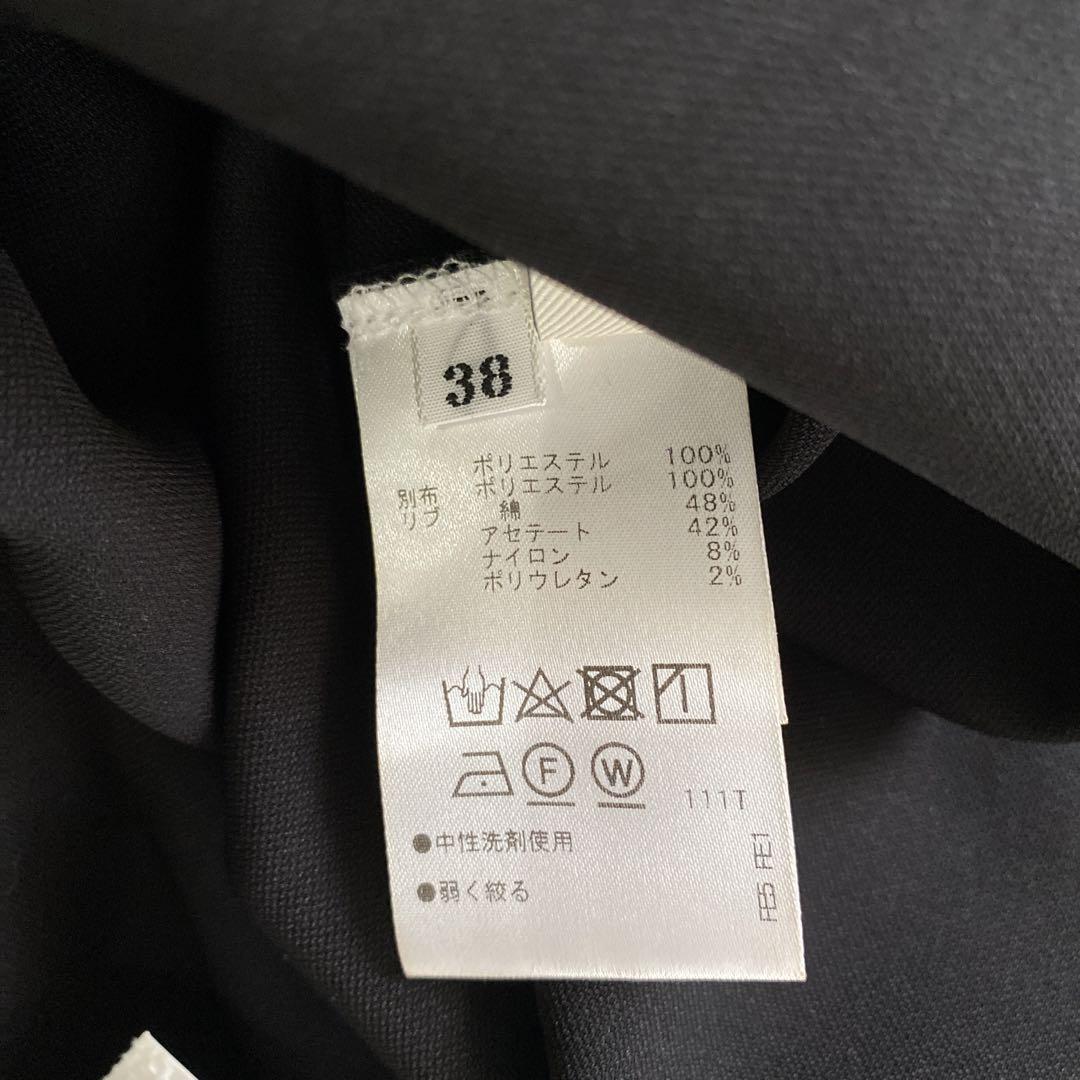 38
ポリエステル 100%
別布 ポリエステル 100%
リブ 綿 48%
アセテート 42%
ナイロン 8%
ポリウレタン 2%
F W 111T
●中性洗剤使用
●弱く絞る